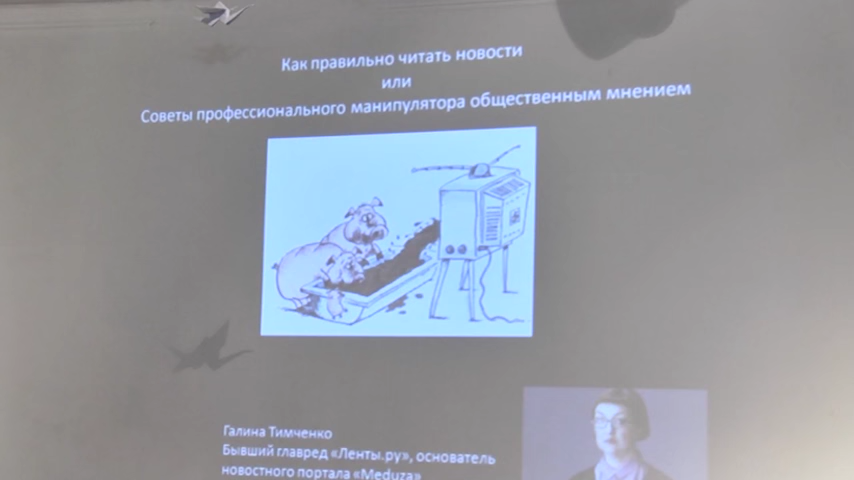 Как правильно читать новости
или
Советы профессионального манипулятора общественным мнением
Галина Тимченко
Бывший главред «Ленты.ру», основатель
новостного портала «Meduza»